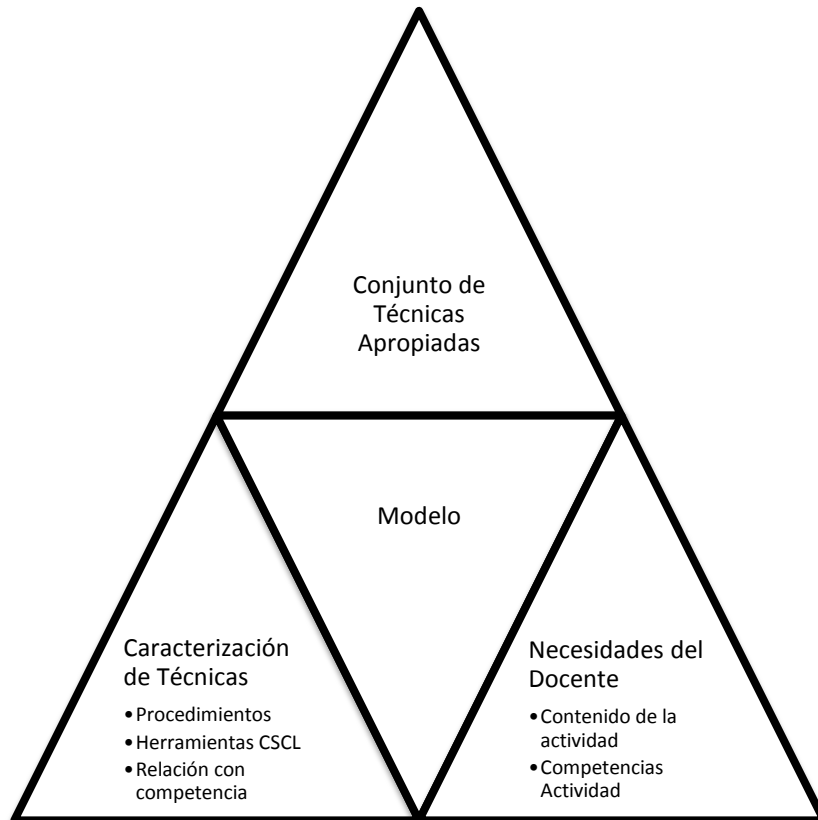 Conjunto de
Técnicas
Apropiadas
Modelo
Caracterización
de Técnicas
•Procedimientos
•Herramientas CSCL
•Relación con
competencia
Necesidades del
Docente
•Contenido de la
actividad
•Competencias
Actividad